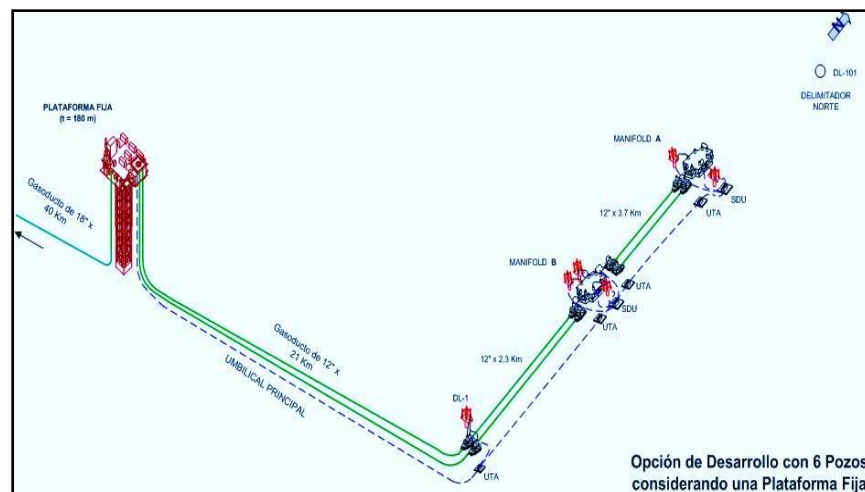 N
DL-101
DELIMITADOR
NORTE
PLATAFORMA FIJA
(t = 180 m)
MANIFOLD A
Gasoducto de 18" x
40 Km
12" x 3.7 Km
SDU
UTA
MANIFOLD B
UTA
SDU
UTA
Gasoducto de 12" x
21 Km
12" x 2.3 Km
UMBILICAL PRINCIPAL
DL-1
UTA
Opción de Desarrollo con 6 Pozos
considerando una Plataforma Fija